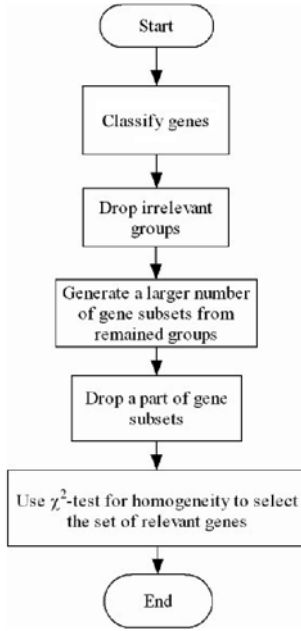 Start
Classify genes
Drop irrelevant
groups
Generate a larger number
of gene subsets from
remained groups
Drop a part of gene
subsets
Use χ²-test for homogeneity to select
the set of relevant genes
End